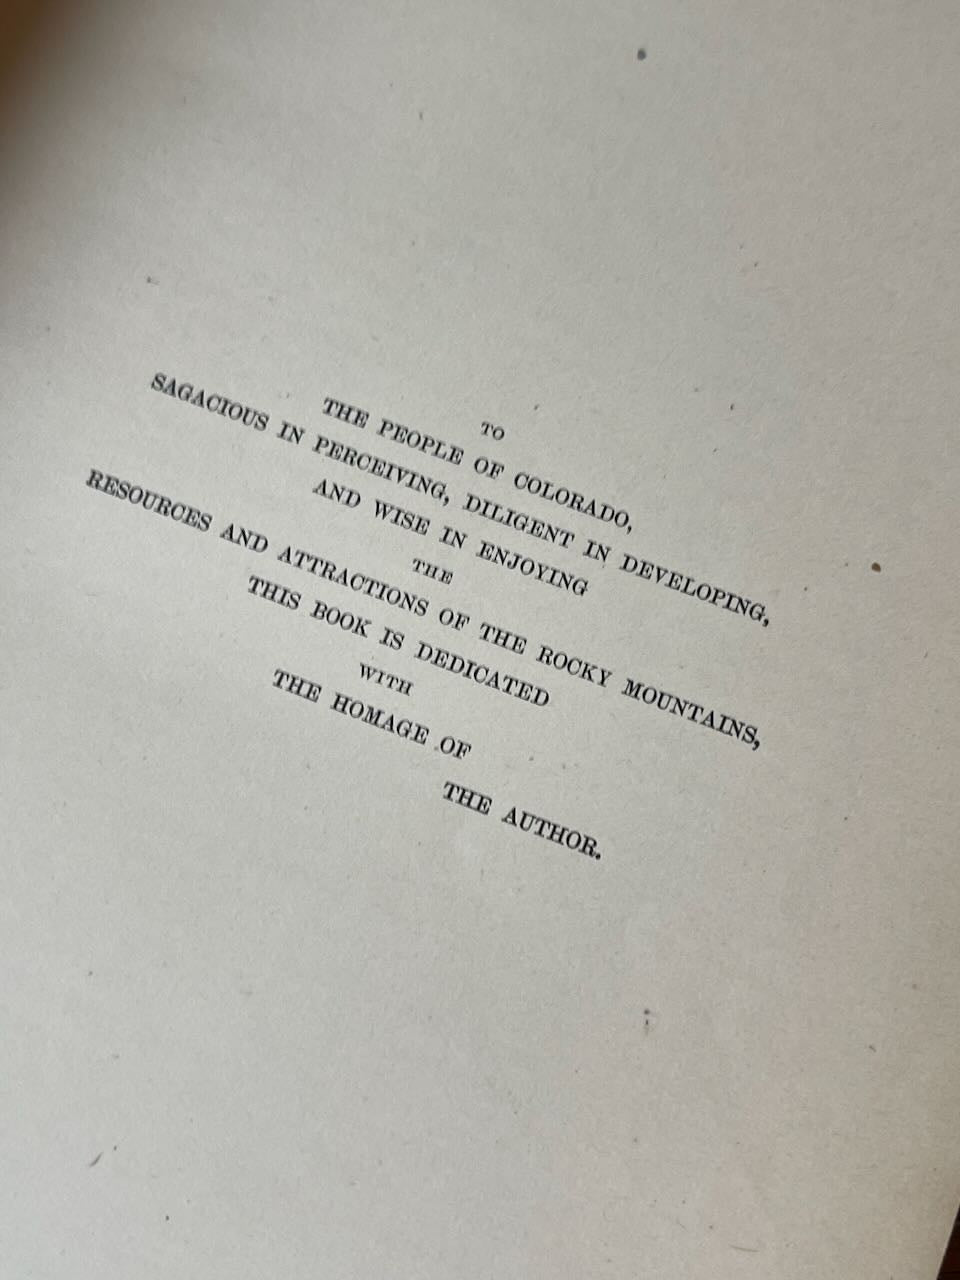 TO
THE PEOPLE OF COLORADO,
SAGACIOUS IN PERCEIVING, DILIGENT IN DEVELOPING,
AND WISE IN ENJOYING
THE
RESOURCES AND ATTRACTIONS OF THE ROCKY MOUNTAINS,
THIS BOOK IS DEDICATED
WITH
THE HOMAGE OF
THE AUTHOR.